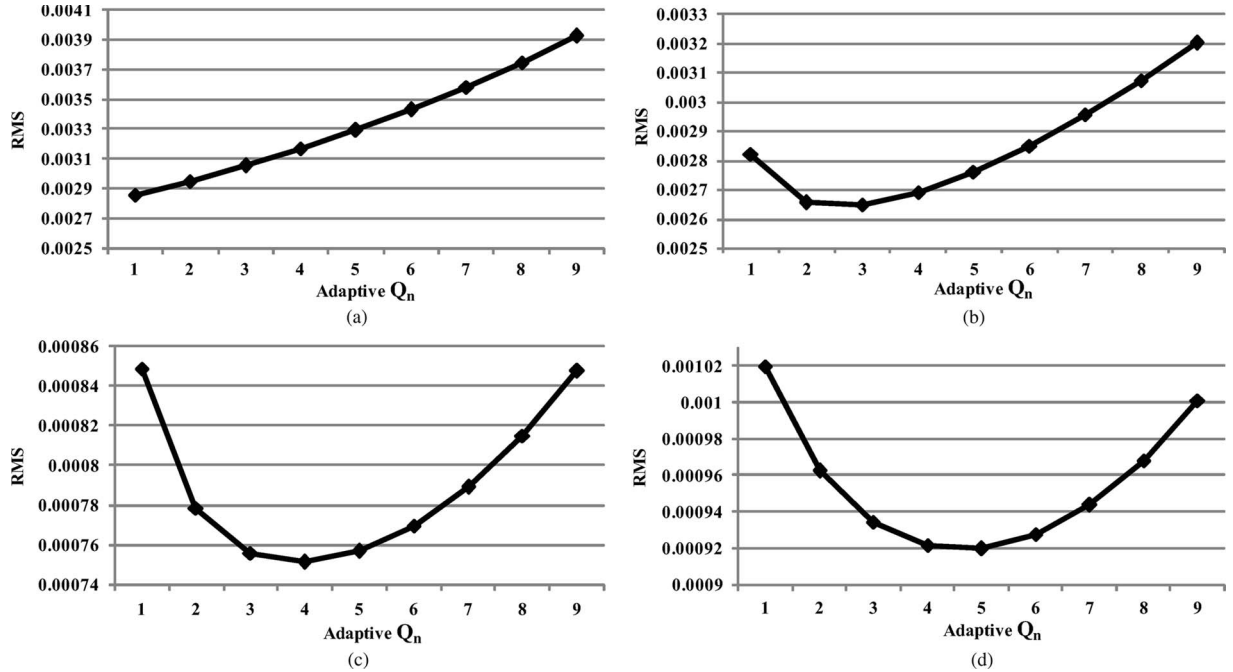 0.0041
0.0039
0.0037
0.0035
0.0033
0.0031
0.0029
0.0027
0.0025
RMS
1 2 3 4 5 6 7 8 9
Adaptive Qn
(a)
0.0033
0.0032
0.0031
0.003
0.0029
0.0028
0.0027
0.0026
0.0025
RMS
1 2 3 4 5 6 7 8 9
Adaptive Qn
(b)
0.00086
0.00084
0.00082
0.0008
0.00078
0.00076
0.00074
RMS
1 2 3 4 5 6 7 8 9
Adaptive Qn
(c)
0.00102
0.001
0.00098
0.00096
0.00094
0.00092
0.0009
RMS
1 2 3 4 5 6 7 8 9
Adaptive Qn
(d)